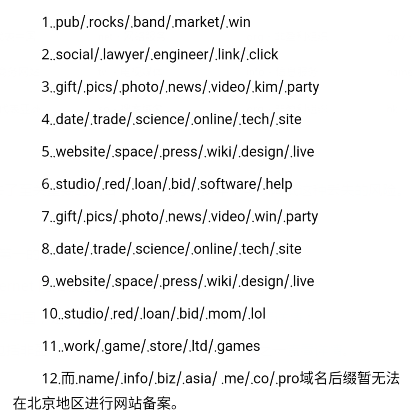 1..pub/.rocks/.band/.market/.win
2..social/.lawyer/.engineer/.link/.click
3..gift/.pics/.photo/.news/.video/.kim/.party
4..date/.trade/.science/.online/.tech/.site
5..website/.space/.press/.wiki/.design/.live
6..studio/.red/.loan/.bid/.software/.help
7..gift/.pics/.photo/.news/.video/.win/.party
8..date/.trade/.science/.online/.tech/.site
9..website/.space/.press/.wiki/.design/.live
10..studio/.red/.loan/.bid/.mom/.lol
11..work/.game/.store/.ltd/.games
12.而.name/.info/.biz/.asia/ .me/.co/.pro域名后缀暂无法
在北京地区进行网站备案。